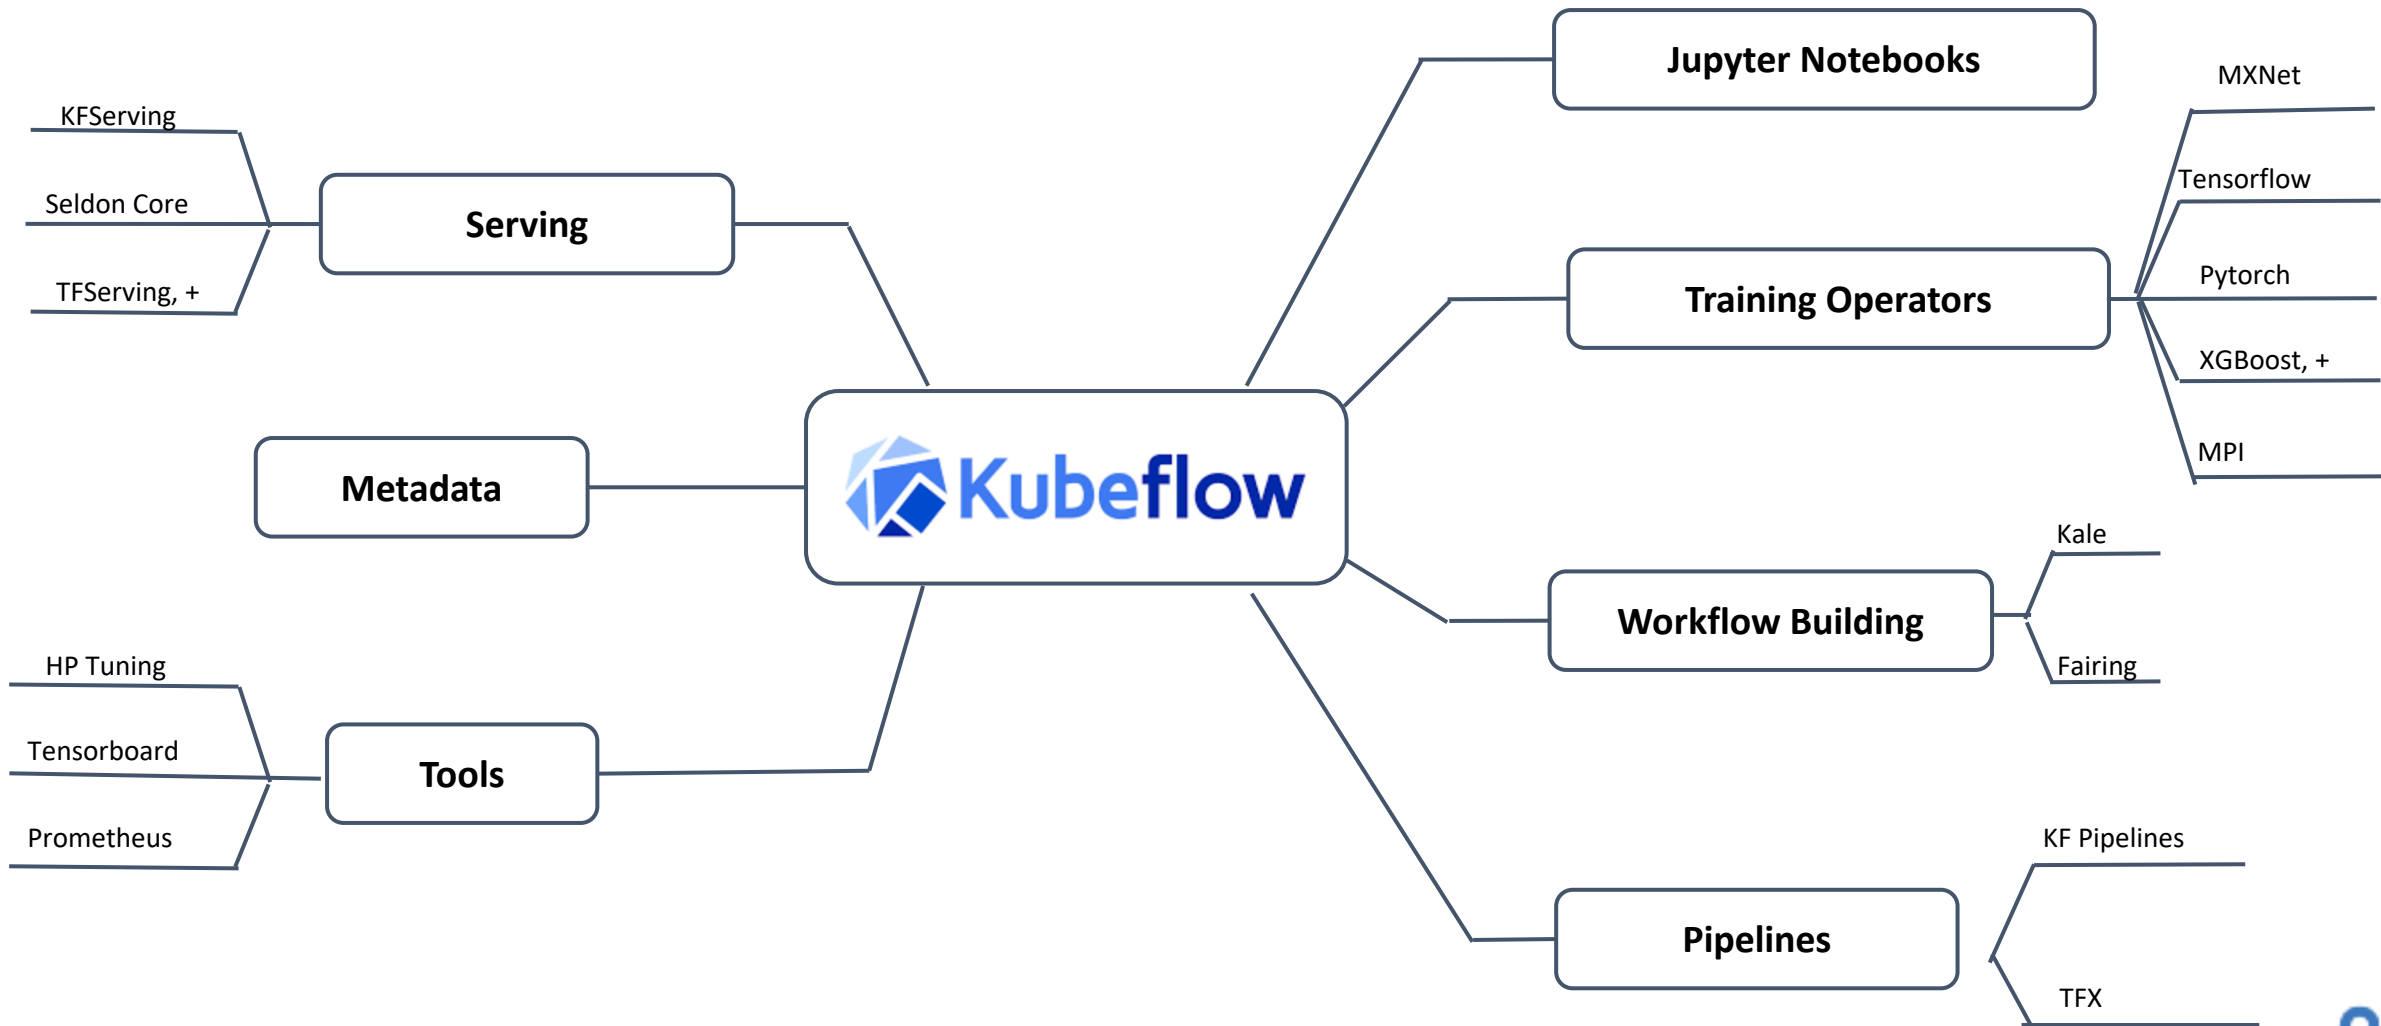 Jupyter Notebooks
MXNet
KFServing
Tensorflow
Seldon Core
Serving
Pytorch
TFServing, +
Training Operators
XGBoost, +
MPI
Metadata
Kubeflow
Kale
Workflow Building
HP Tuning
Fairing
Tensorboard
Tools
Prometheus
KF Pipelines
Pipelines
TFX